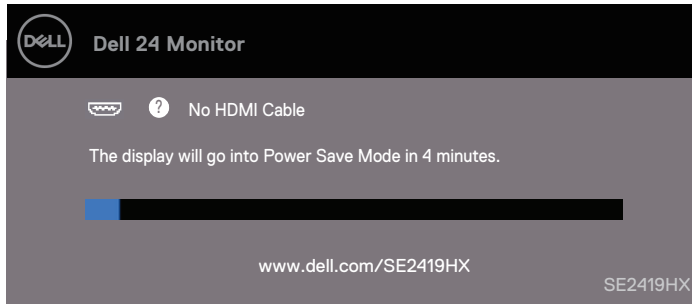 DELL
Dell 24 Monitor
? No HDMI Cable
The display will go into Power Save Mode in 4 minutes.
www.dell.com/SE2419HX
SE2419HX